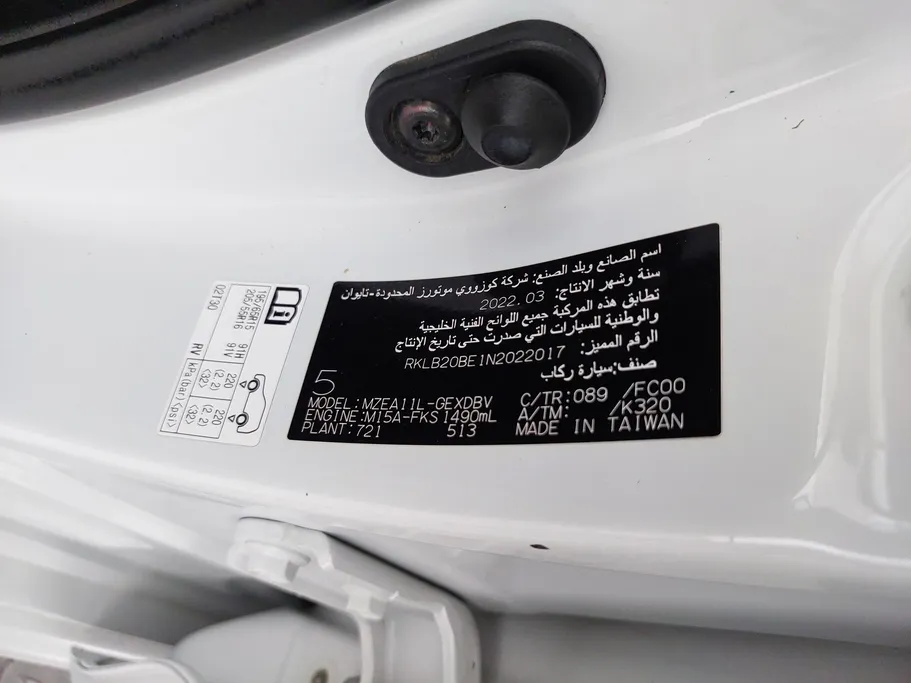 اسم الصانع وبلد الصنع: شركة كوزووي موتورز المحدودة-تايوان
سنة وشهر الانتاج: 2022. 03
تطابق هذه المركبة جميع اللوائح الفنية الخليجية
والوطنية للسيارات التي صدرت حتى تاريخ الإنتاج
الرقم المميز: RKLB20BE1N2022017
صنف:سيارة ركاب
5
MODEL:MZEA11L-GEXDBV C/TR:089 /FC00
ENGINE:M15A-FKS 1490mL A/TM: /K320
PLANT:721 513 MADE IN TAIWAN
02T30
195/65R15 91H 220 (2.2) <32> 220 (2.2) <32>
205/55R16 91V
RV kPa (bar) <psi>